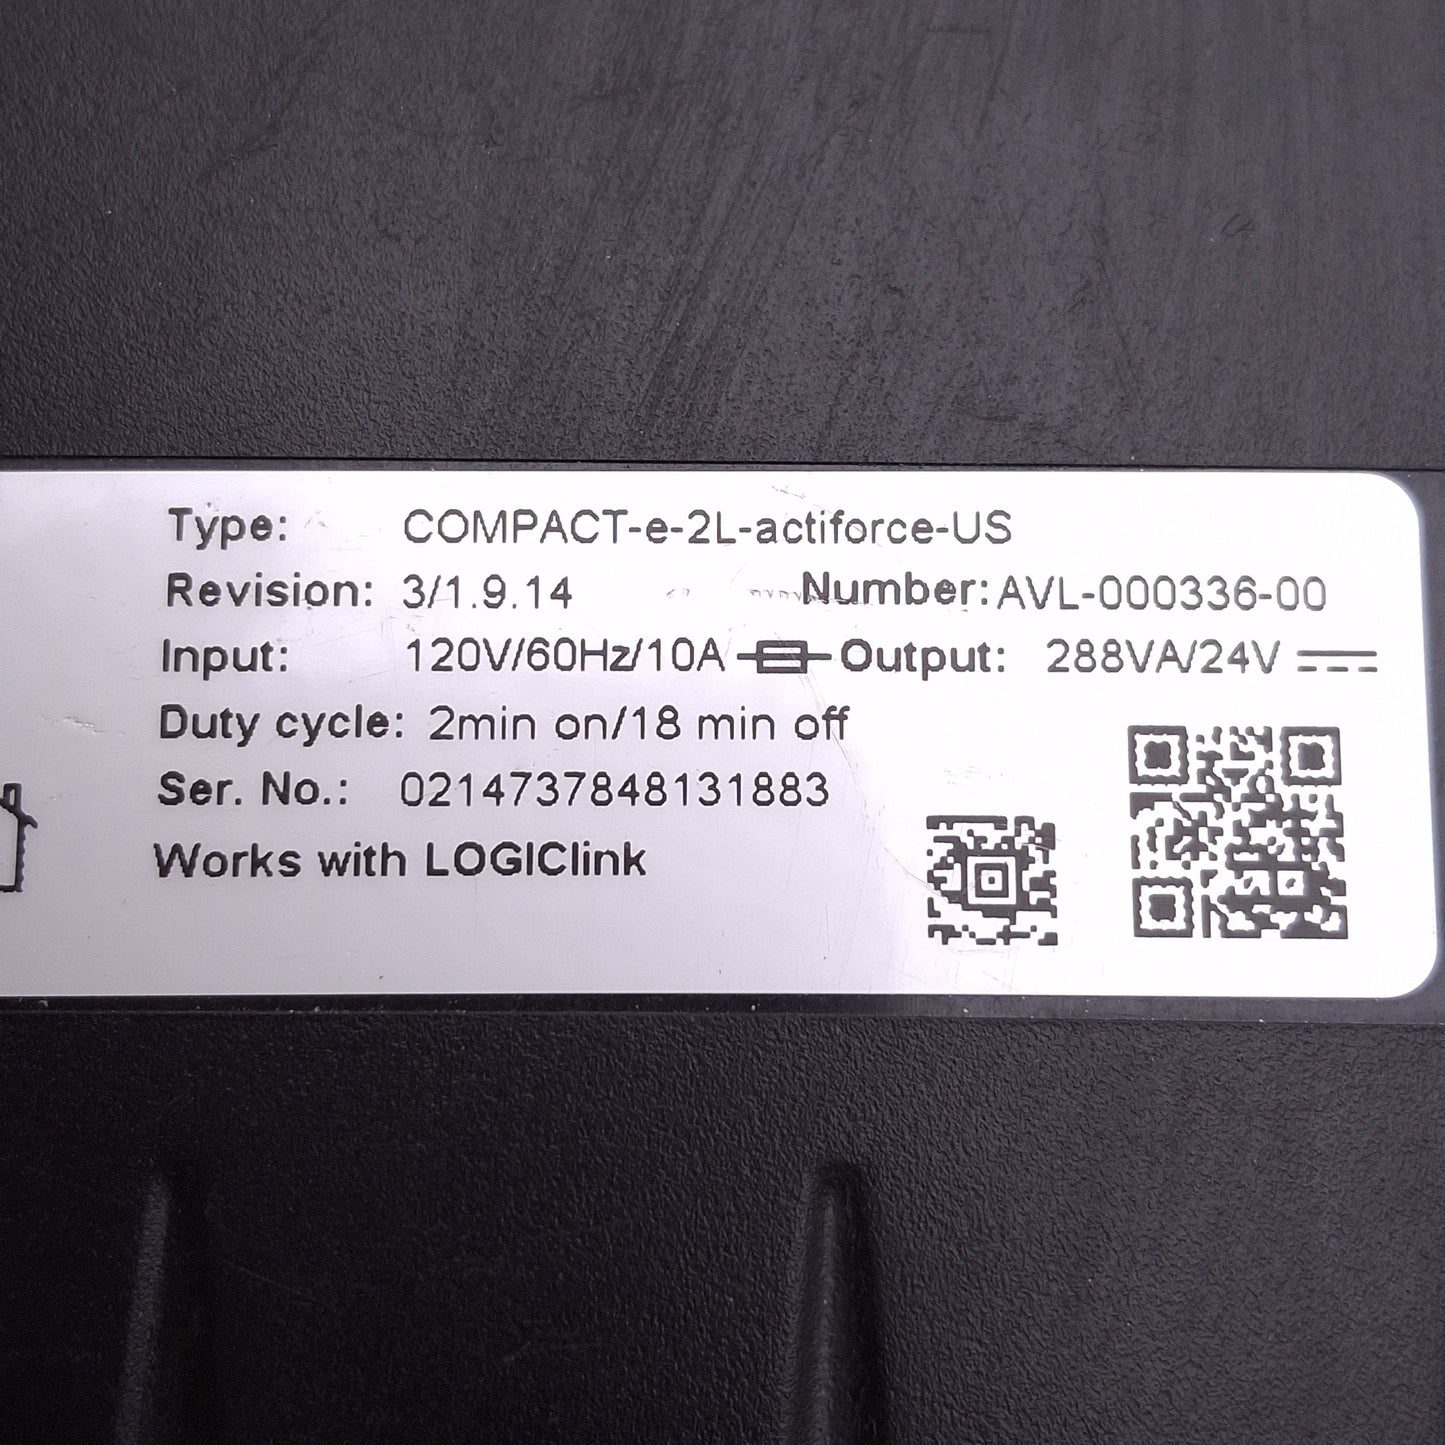 Type: COMPACT-e-2L-actiforce-US
Revision: 3/1.9.14 Number: AVL-000336-00
Input: 120V/60Hz/10A Output: 288VA/24V
Duty cycle: 2min on/18 min off
Ser. No.: 0214737848131883
Works with LOGIClink